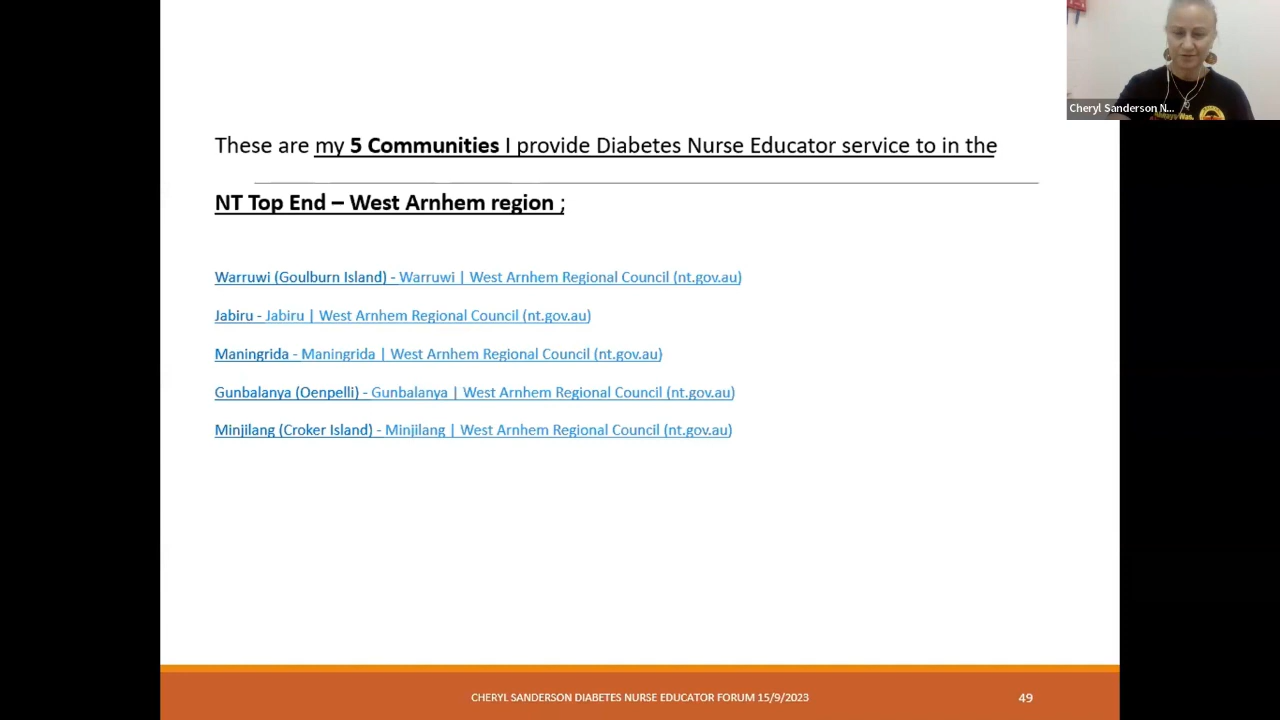 Cheryl Sanderson N...
These are my 5 Communities I provide Diabetes Nurse Educator service to in the
NT Top End – West Arnhem region ;
Warruwi (Goulburn Island) - Warruwi | West Arnhem Regional Council (nt.gov.au)
Jabiru - Jabiru | West Arnhem Regional Council (nt.gov.au)
Maningrida - Maningrida | West Arnhem Regional Council (nt.gov.au)
Gunbalanya (Oenpelli) - Gunbalanya | West Arnhem Regional Council (nt.gov.au)
Minjilang (Croker Island) - Minjilang | West Arnhem Regional Council (nt.gov.au)
CHERYL SANDERSON DIABETES NURSE EDUCATOR FORUM 15/9/2023
49